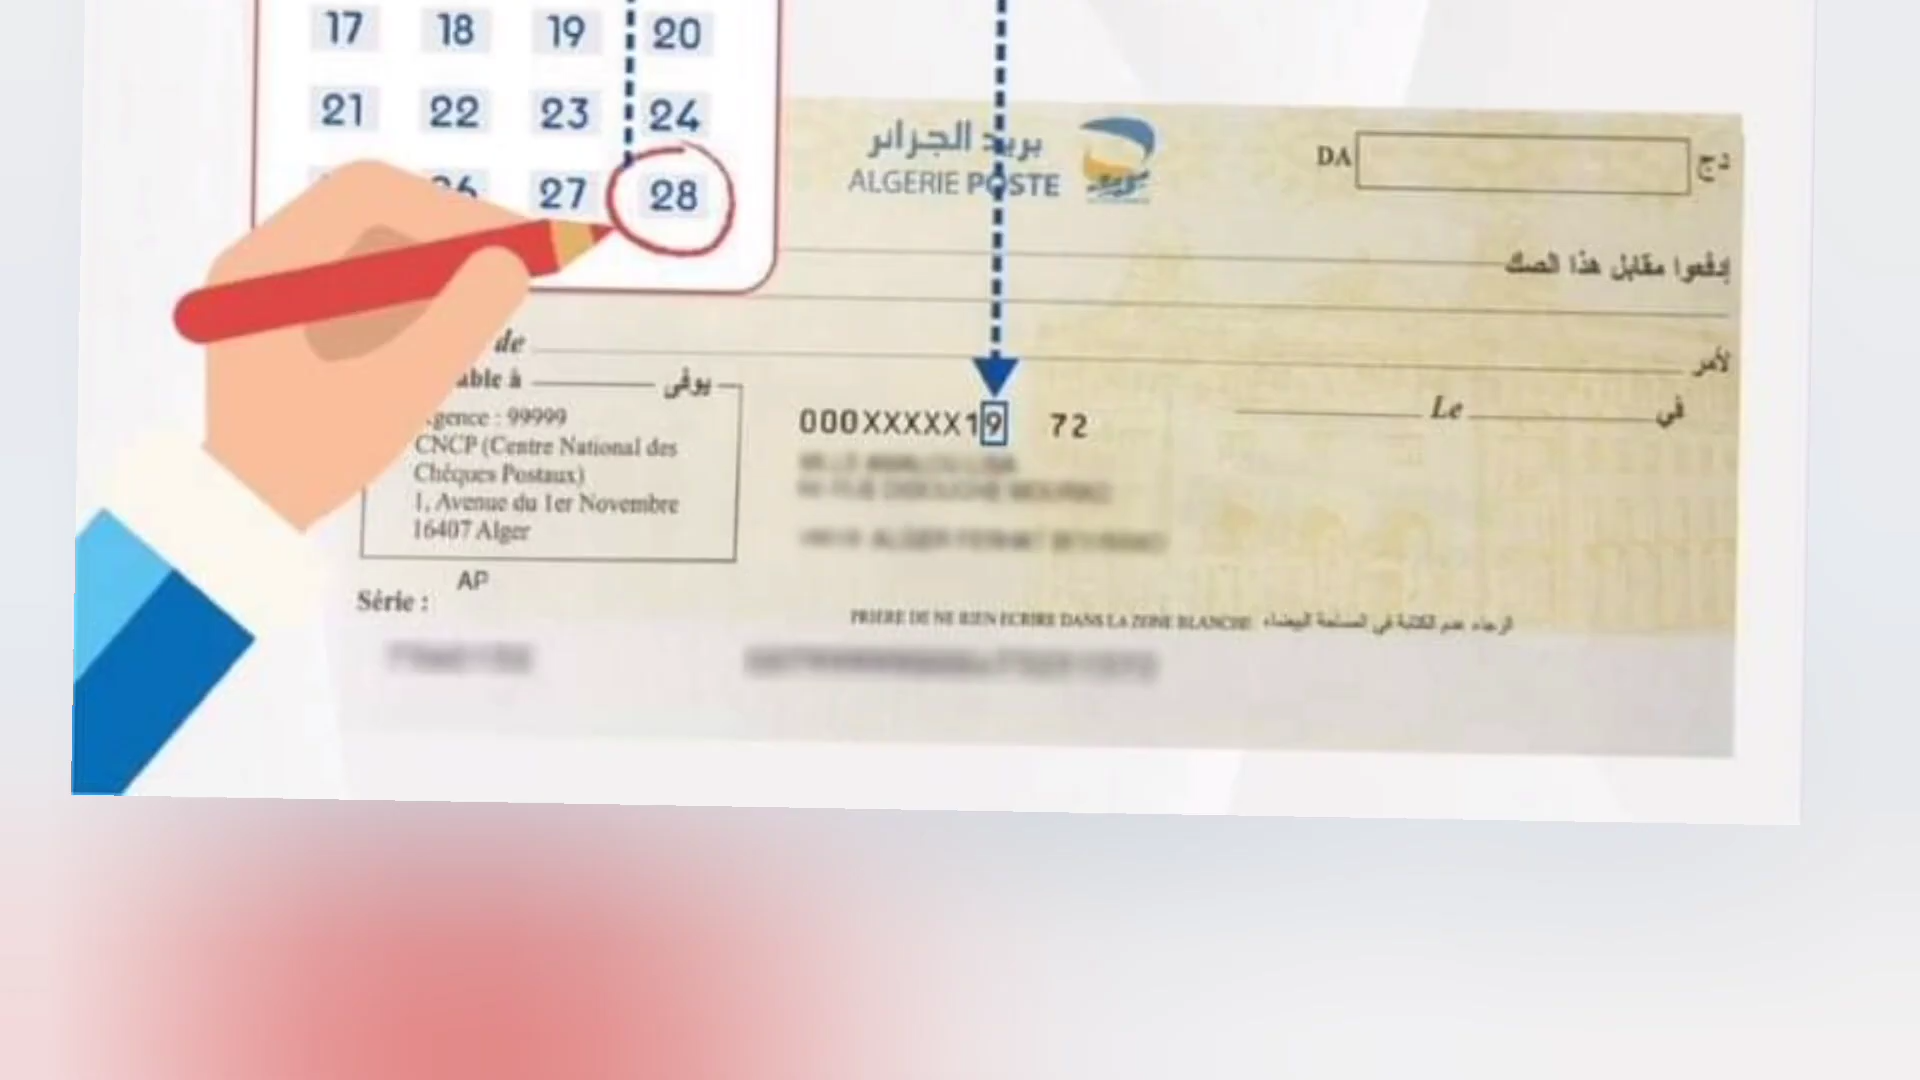 17 18 19 20
21 22 23 24
26 27 28
بريد الجزائر
ALGERIE POSTE
DA دج
إدفعوا مقابل هذا الصك
de لأمر
able à يوفى
gence : 99999
CNCP (Centre National des
Chéques Postaux)
1, Avenue du 1er Novembre
16407 Alger
000XXXXX19 72
Le في
AP
Série :
PRIERE DE NE RIEN ECRIRE DANS LA ZONE BLANCHE الرجاء عدم الكتابة في المساحة البيضاء